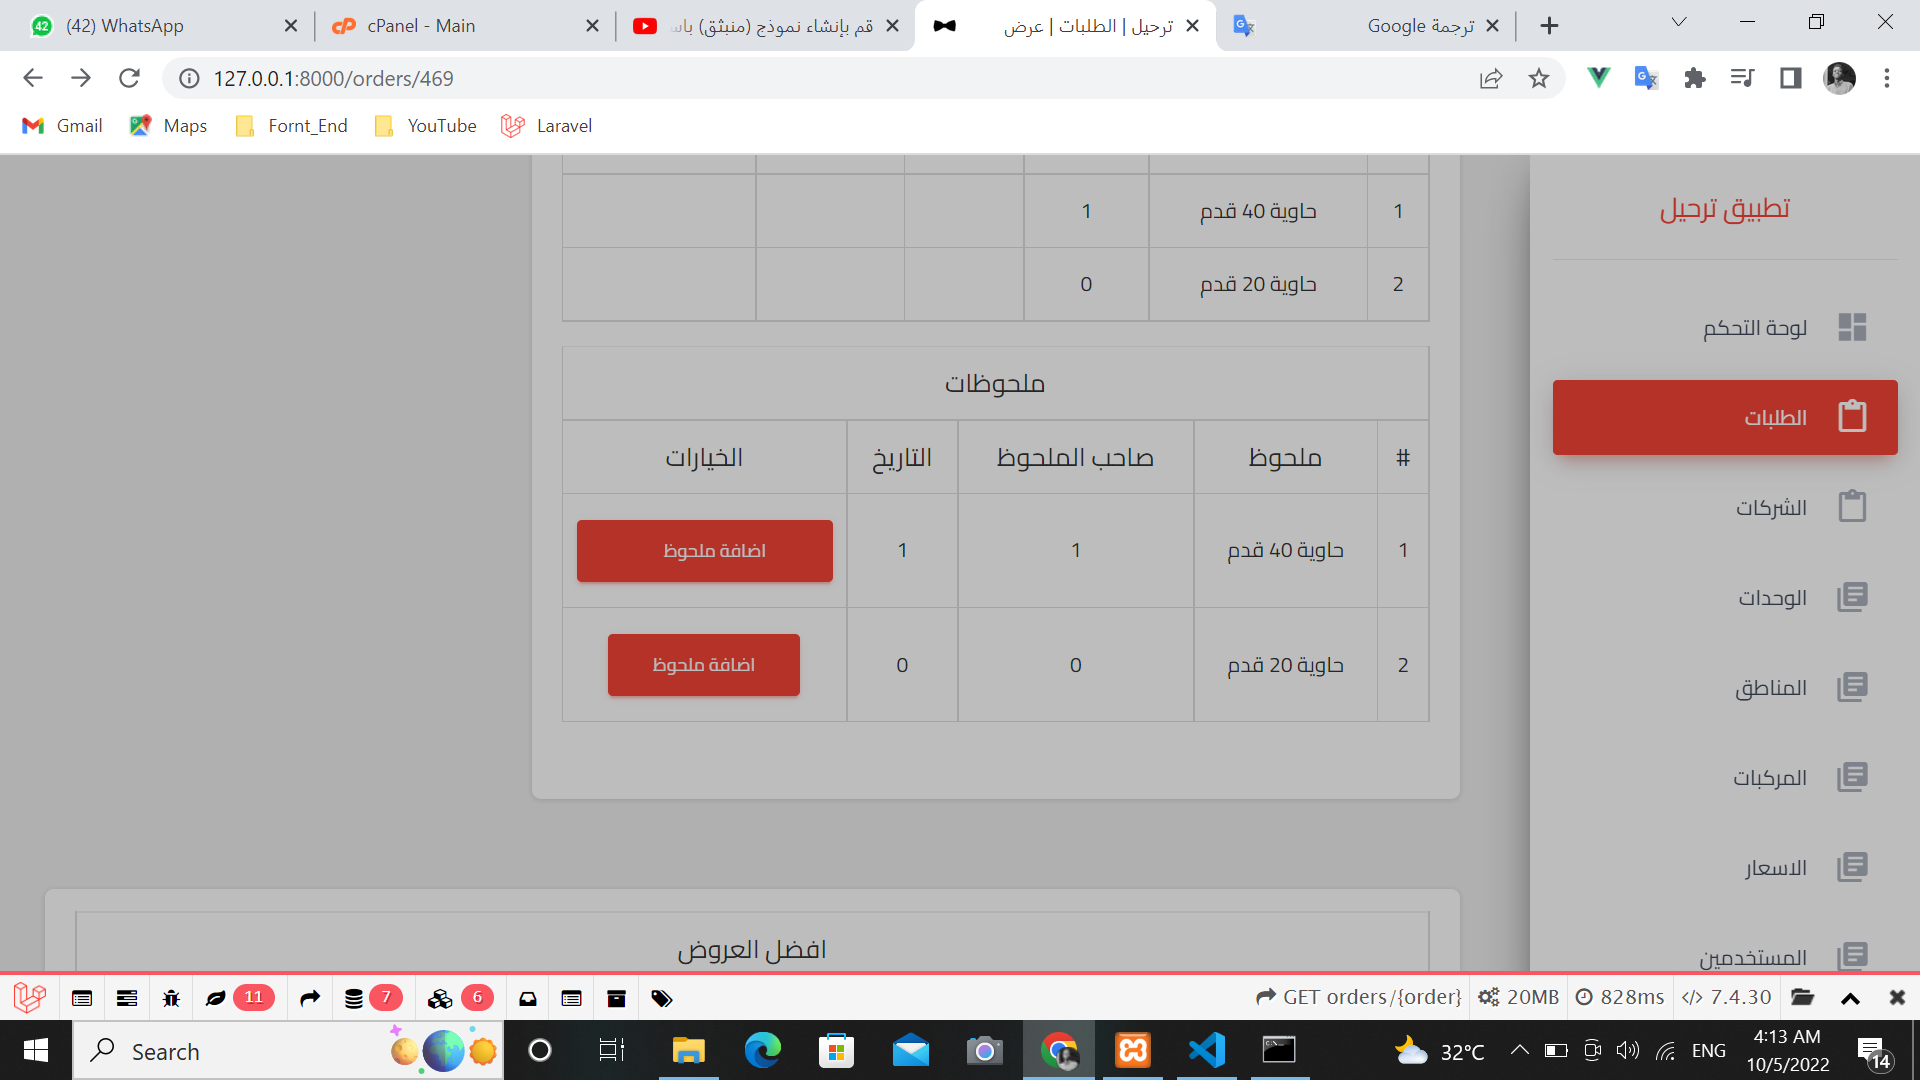 (42) WhatsApp
cPanel - Main
قم بإنشاء نموذج (منبثق) باس
ترحيل | الطلبات | عرض
ترجمة Google
127.0.0.1:8000/orders/469
Gmail
Maps
Fornt_End
YouTube
Laravel
تطبيق ترحيل
لوحة التحكم
الطلبات
الشركات
الوحدات
المناطق
المركبات
الاسعار
المستخدمين
1 حاوية 40 قدم 1
2 حاوية 20 قدم 0
ملحوظات
# ملحوظ صاحب الملحوظ التاريخ الخيارات
1 حاوية 40 قدم 1 1 اضافة ملحوظ
2 حاوية 20 قدم 0 0 اضافة ملحوظ
افضل العروض
11
7
6
GET orders/{order}
20MB
828ms
7.4.30
Search
32°C
ENG
4:13 AM
10/5/2022
14